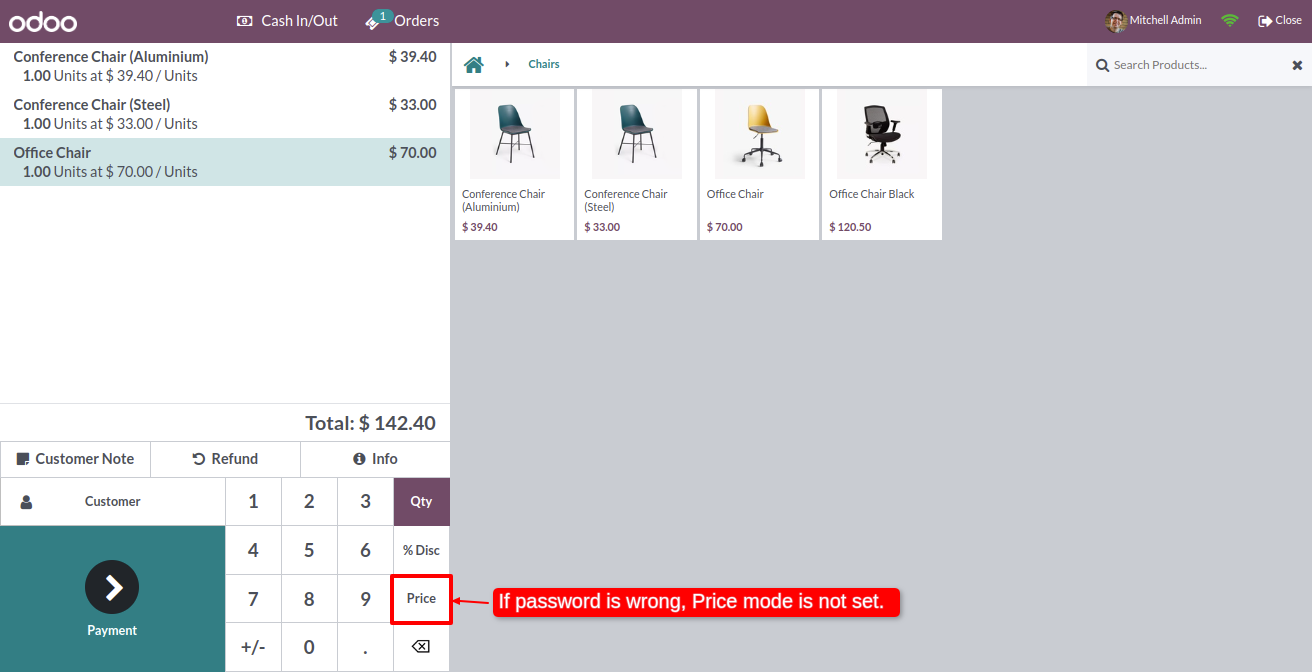 odoo
Cash In/Out
1
Orders
Mitchell Admin
Close
Conference Chair (Aluminium) $ 39.40
1.00 Units at $ 39.40 / Units
Conference Chair (Steel) $ 33.00
1.00 Units at $ 33.00 / Units
Office Chair $ 70.00
1.00 Units at $ 70.00 / Units
Total: $ 142.40
Customer Note
Refund
Info
Customer
1 2 3 Qty
4 5 6 % Disc
7 8 9 Price
+/- 0 .
Payment
Chairs
Search Products...
Conference Chair
(Aluminium)
$ 39.40
Conference Chair
(Steel)
$ 33.00
Office Chair
$ 70.00
Office Chair Black
$ 120.50
If password is wrong, Price mode is not set.